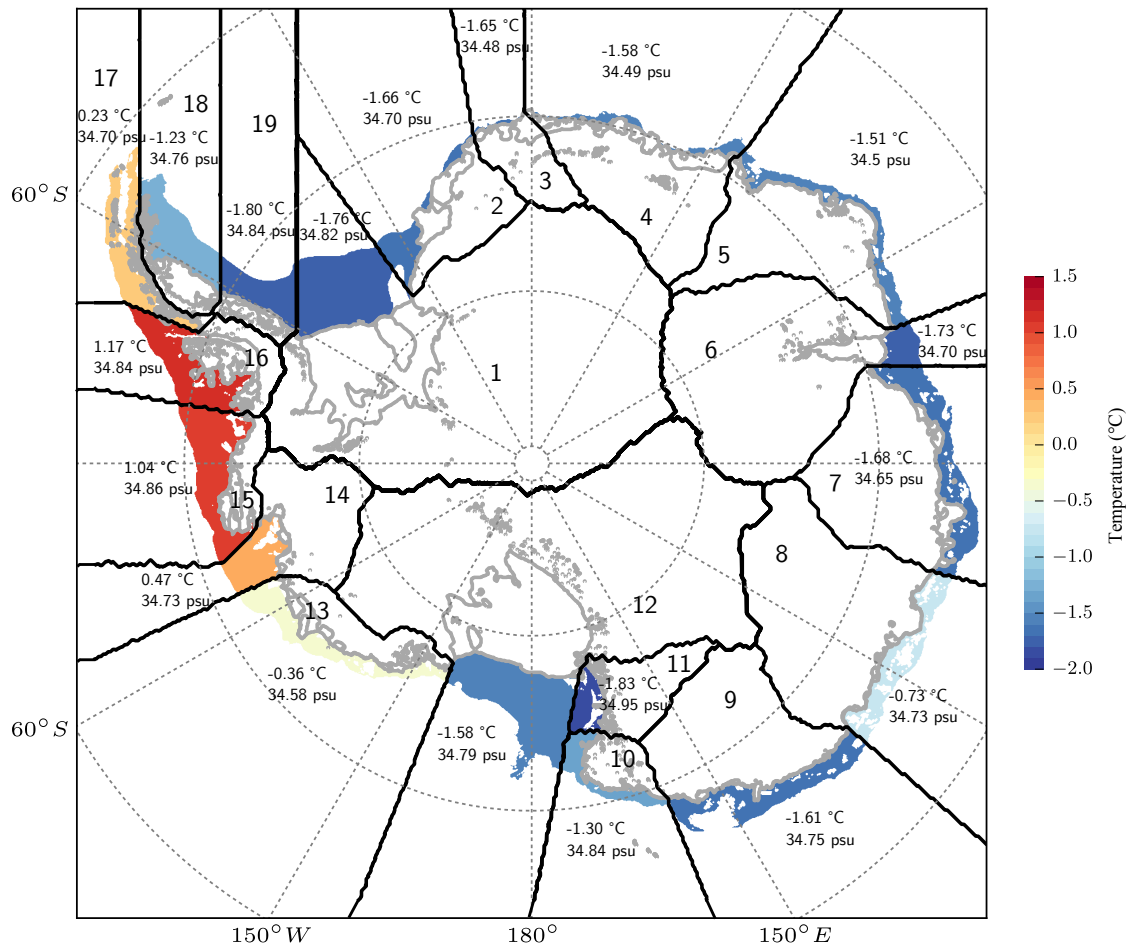 -1.65 °C
34.48 psu
-1.58 °C
34.49 psu
17
18
19
0.23 °C
34.70 psu
-1.23 °C
34.76 psu
-1.66 °C
34.70 psu
-1.51 °C
34.5 psu
60° S
-1.80 °C
34.84 psu
-1.76 °C
34.82 psu
2
3
4
5
1.17 °C
34.84 psu
16
1
6
-1.73 °C
34.70 psu
1.04 °C
34.86 psu
15
14
7
-1.68 °C
34.65 psu
8
0.47 °C
34.73 psu
13
12
-0.36 °C
34.58 psu
11
-1.83 °C
34.95 psu
9
-0.73 °C
34.73 psu
60° S
-1.58 °C
34.79 psu
10
-1.30 °C
34.84 psu
-1.61 °C
34.75 psu
150° W
180°
150° E
1.5
1.0
0.5
0.0
−0.5
−1.0
−1.5
−2.0
Temperature (°C)